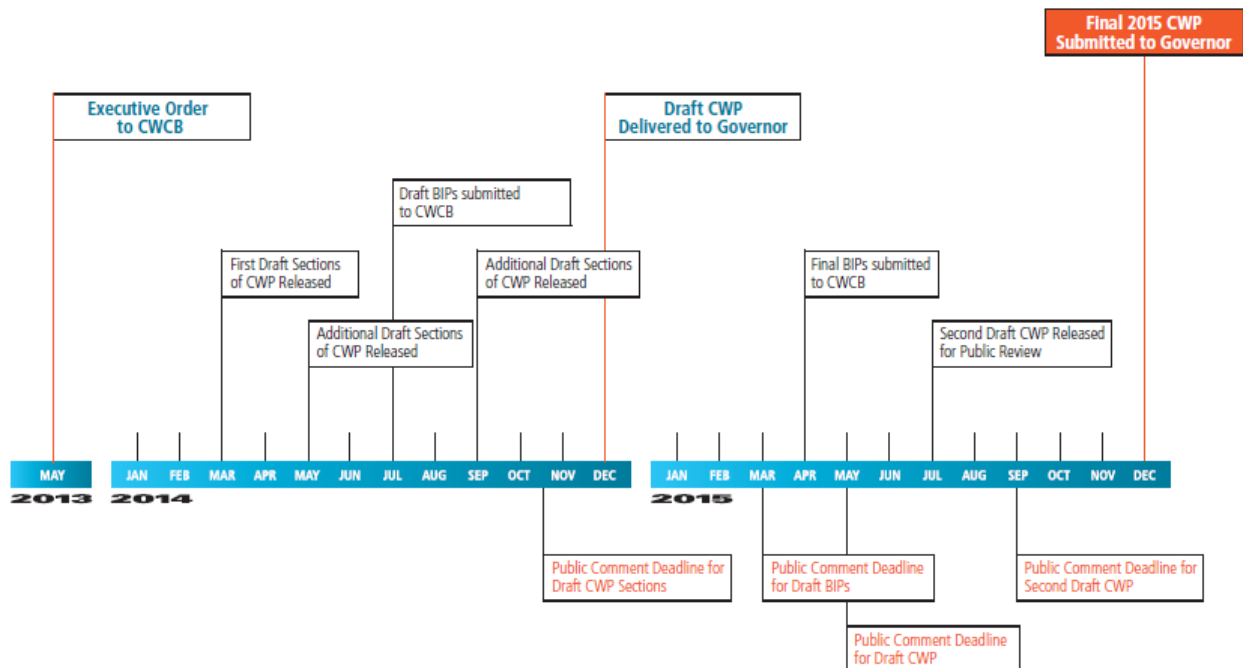 Final 2015 CWP
Submitted to Governor
Executive Order
to CWCB
Draft CWP
Delivered to Governor
Draft BIPs submitted
to CWCB
First Draft Sections
of CWP Released
Additional Draft Sections
of CWP Released
Final BIPs submitted
to CWCB
Additional Draft Sections
of CWP Released
Second Draft CWP Released
for Public Review
MAY
JAN FEB MAR APR MAY JUN JUL AUG SEP OCT NOV DEC
JAN FEB MAR APR MAY JUN JUL AUG SEP OCT NOV DEC
2013 2014 2015
Public Comment Deadline for
Draft CWP Sections
Public Comment Deadline
for Draft BIPs
Public Comment Deadline for
Second Draft CWP
Public Comment Deadline
for Draft CWP